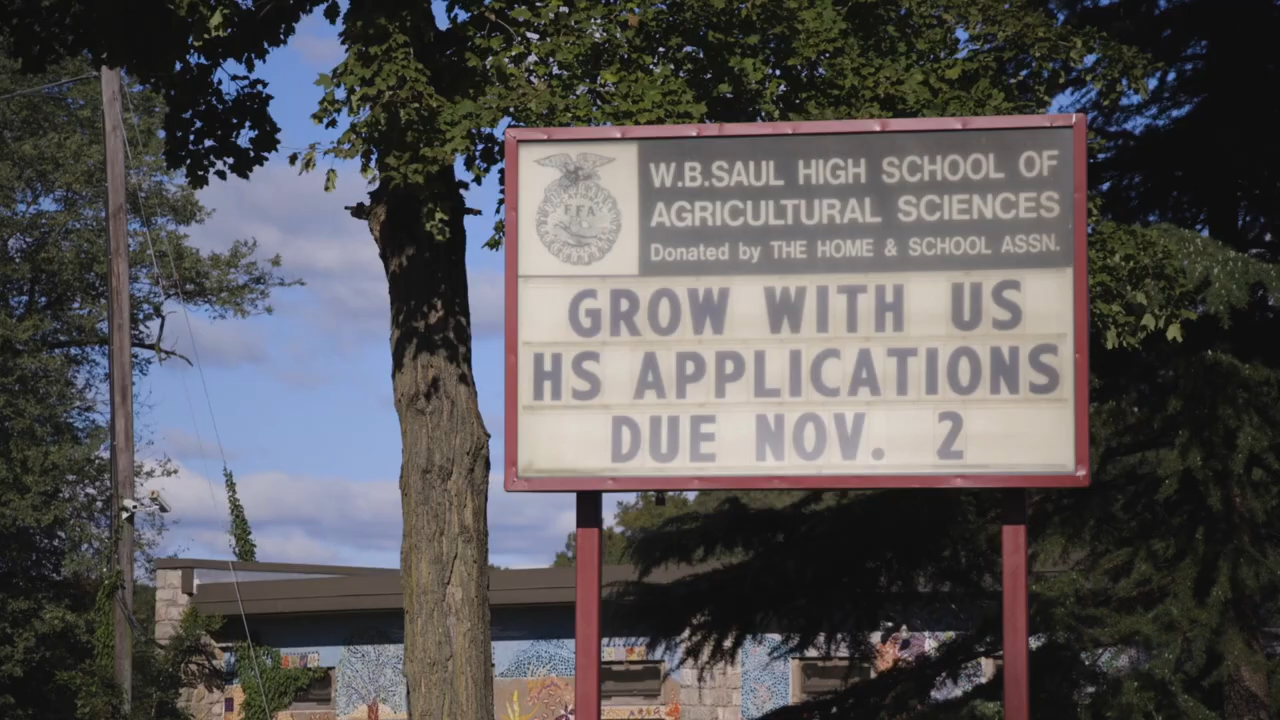 FFA
W.B.SAUL HIGH SCHOOL OF
AGRICULTURAL SCIENCES
Donated by THE HOME & SCHOOL ASSN.
GROW WITH US
HS APPLICATIONS
DUE NOV. 2